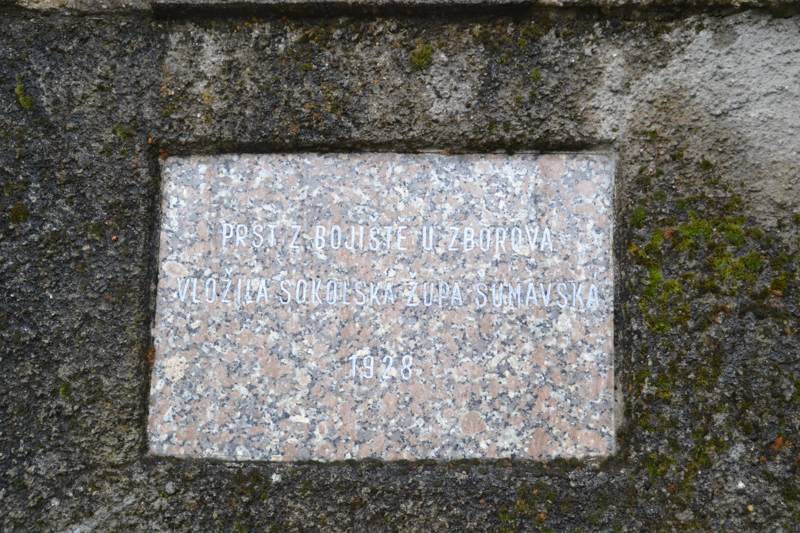 PRST Z BOJIŠTĚ U ZBOROVA
VLOŽILA SOKOLSKÁ ŽUPA ŠUMAVSKÁ
1928